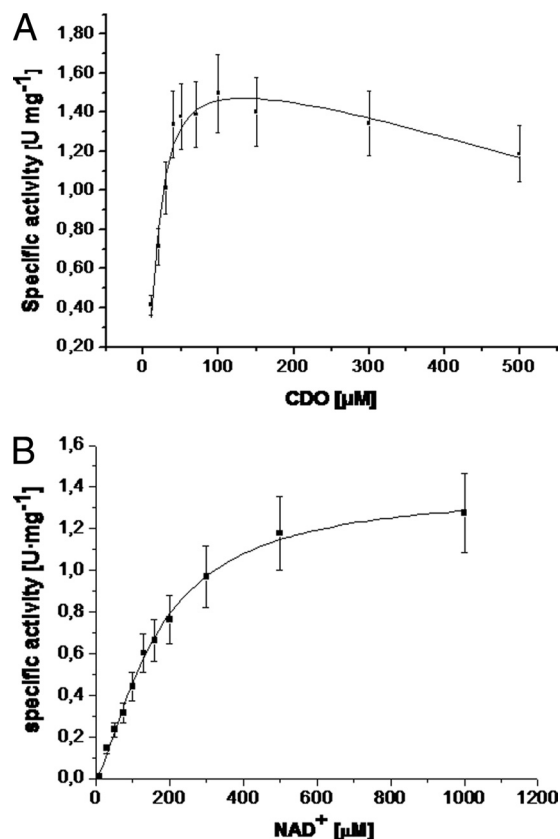 A
Specific activity [U mg-1]
1,80
1,60
1,40
1,20
1,00
0,80
0,60
0,40
0,20
0 100 200 300 400 500
CDO [µM]
B
specific activity [U·mg-1]
1,6
1,4
1,2
1,0
0,8
0,6
0,4
0,2
0,0
0 200 400 600 800 1000 1200
NAD+ [µM]